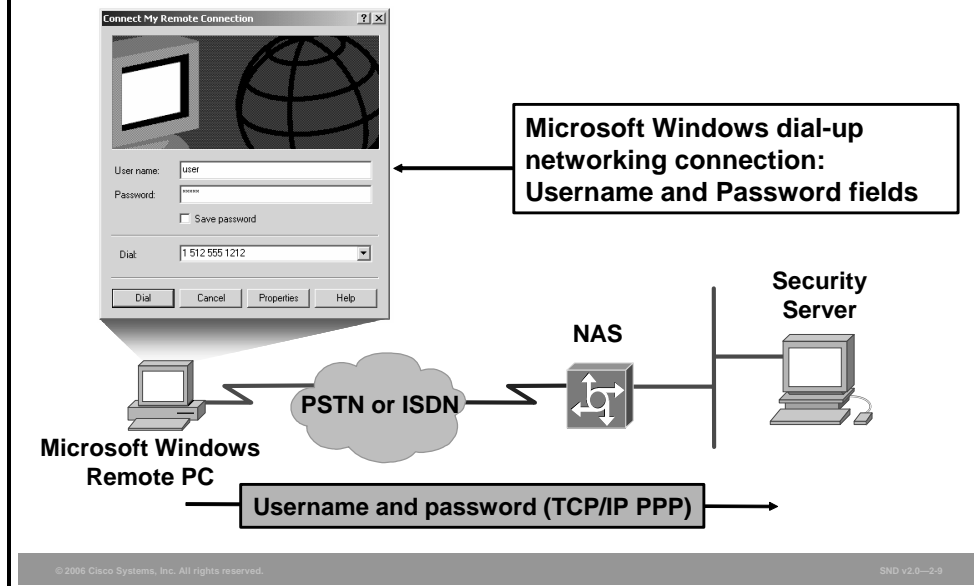 Connect My Remote Connection
? X
User name:
user
Password:
*****
Save password
Dial:
1 512 555 1212
Dial
Cancel
Properties
Help
Microsoft Windows dial-up
networking connection:
Username and Password fields
Security
Server
NAS
PSTN or ISDN
Microsoft Windows
Remote PC
Username and password (TCP/IP PPP)
© 2006 Cisco Systems, Inc. All rights reserved.
SND v2.0—2-9